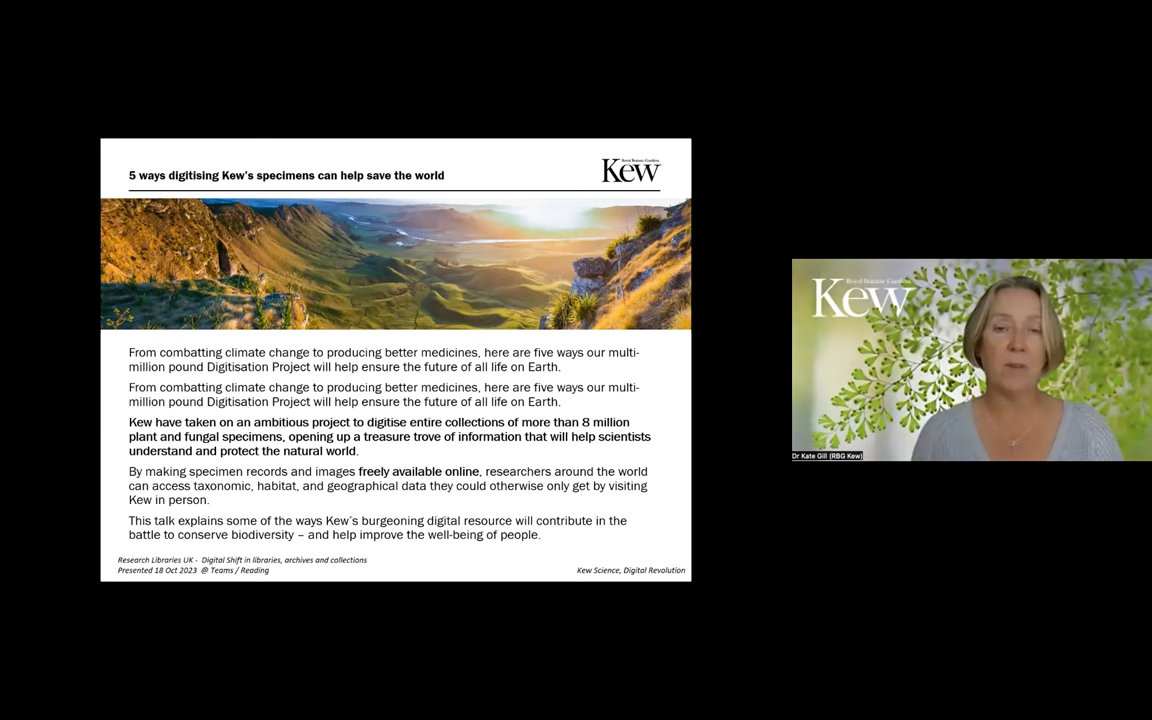 5 ways digitising Kew's specimens can help save the world
Royal Botanic Gardens
Kew
From combatting climate change to producing better medicines, here are five ways our multi-
million pound Digitisation Project will help ensure the future of all life on Earth.
From combatting climate change to producing better medicines, here are five ways our multi-
million pound Digitisation Project will help ensure the future of all life on Earth.
Kew have taken on an ambitious project to digitise entire collections of more than 8 million
plant and fungal specimens, opening up a treasure trove of information that will help scientists
understand and protect the natural world.
By making specimen records and images freely available online, researchers around the world
can access taxonomic, habitat, and geographical data they could otherwise only get by visiting
Kew in person.
This talk explains some of the ways Kew's burgeoning digital resource will contribute in the
battle to conserve biodiversity – and help improve the well-being of people.
Research Libraries UK - Digital Shift in libraries, archives and collections
Presented 18 Oct 2023 @ Teams / Reading
Kew Science, Digital Revolution
Royal Botanic Gardens
Kew
Dr Kate Gill (RBG Kew)